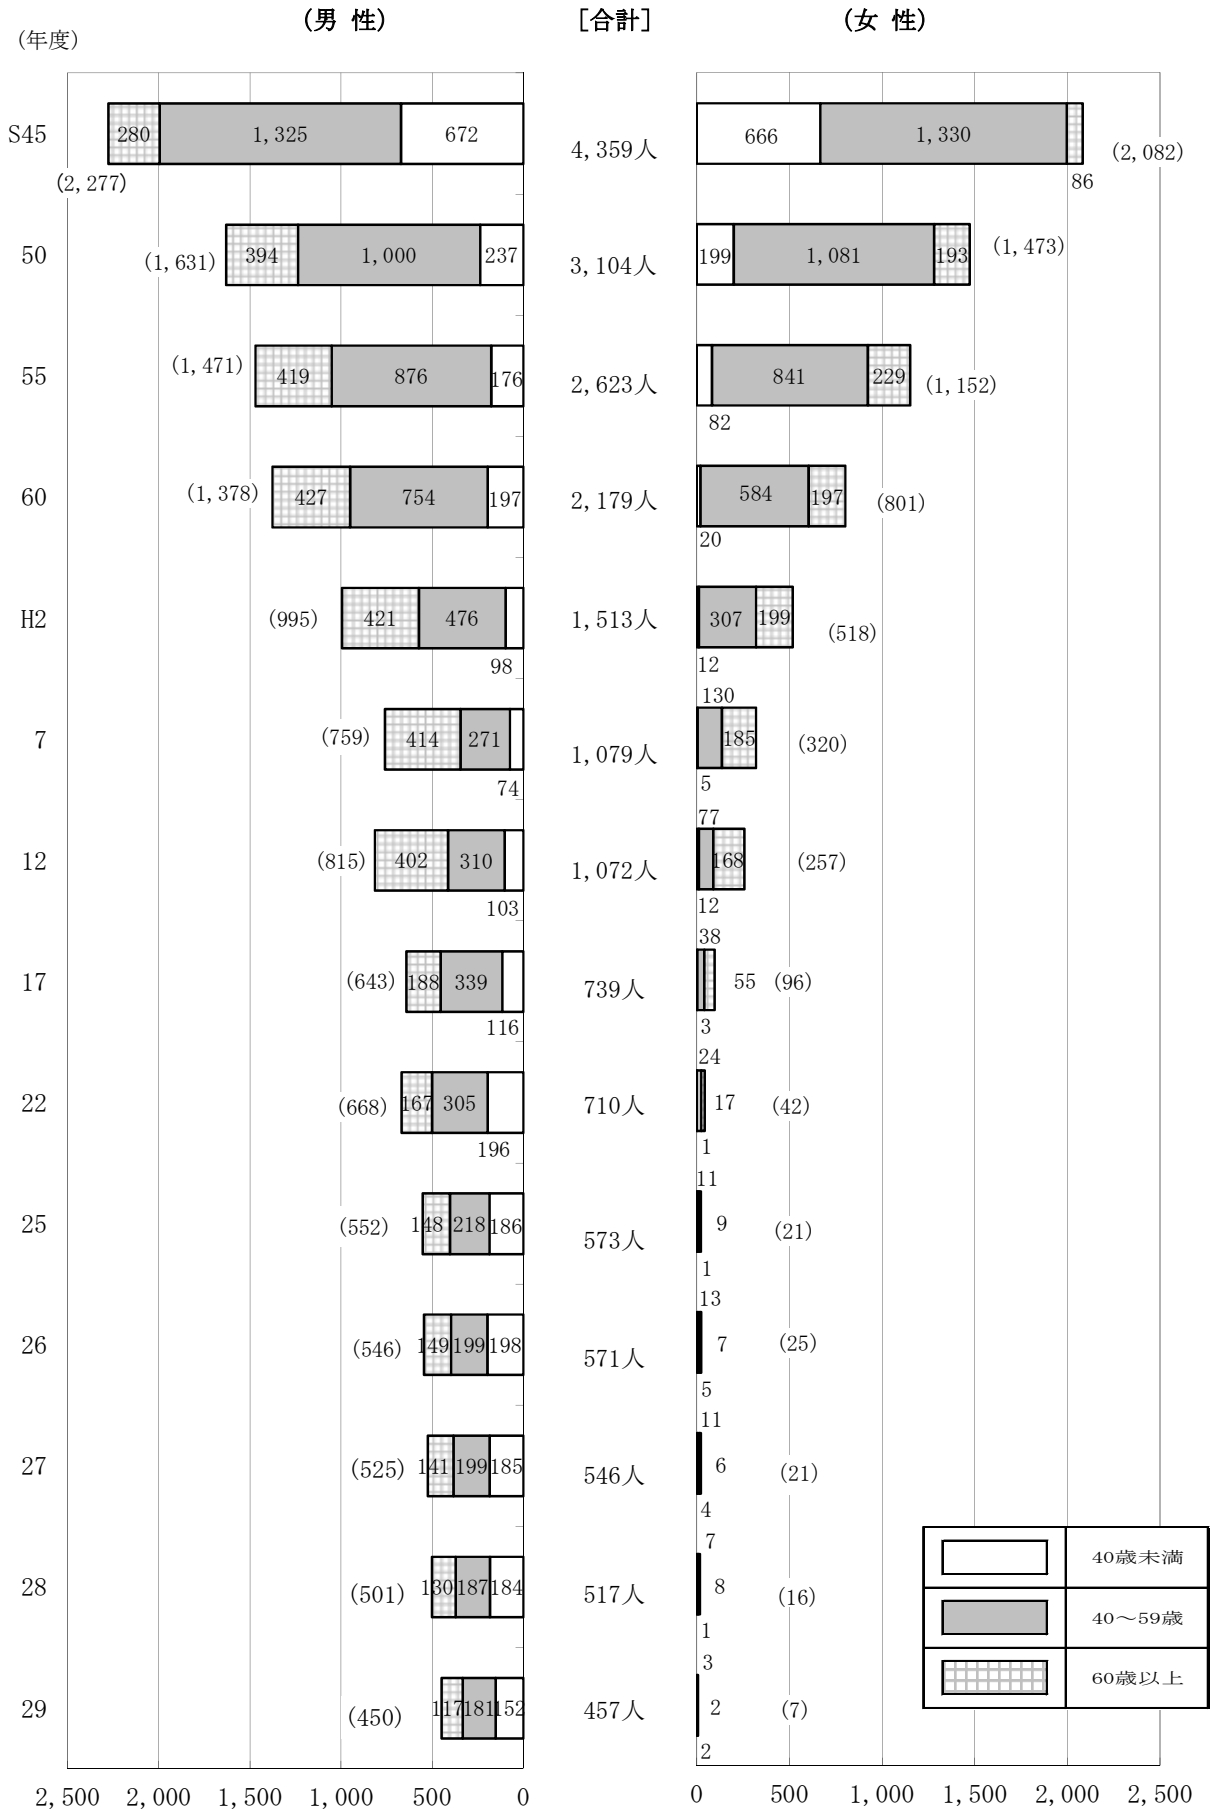 (男 性) [合計] (女 性)
(年度)
S45 280 1,325 672 4,359人 666 1,330 (2,082)
(2,277) 86
50 (1,631) 394 1,000 237 3,104人 199 1,081 193 (1,473)
55 (1,471) 419 876 176 2,623人 841 229 (1,152)
82
60 (1,378) 427 754 197 2,179人 584 197 (801)
20
H2 (995) 421 476 1,513人 307 199 (518)
98 12
130
7 (759) 414 271 1,079人 185 (320)
74 5
77
12 (815) 402 310 1,072人 168 (257)
103 12
38
17 (643) 188 339 739人 55 (96)
116 3
24
22 (668) 167 305 710人 17 (42)
196 1
11
25 (552) 148 218 186 573人 9 (21)
1
13
26 (546) 149 199 198 571人 7 (25)
5
11
27 (525) 141 199 185 546人 6 (21)
4
7
28 (501) 130 187 184 517人 8 (16)
1
3
29 (450) 117 181 152 457人 2 (7)
2
40歳未満
40～59歳
60歳以上
2,500 2,000 1,500 1,000 500 0 0 500 1,000 1,500 2,000 2,500